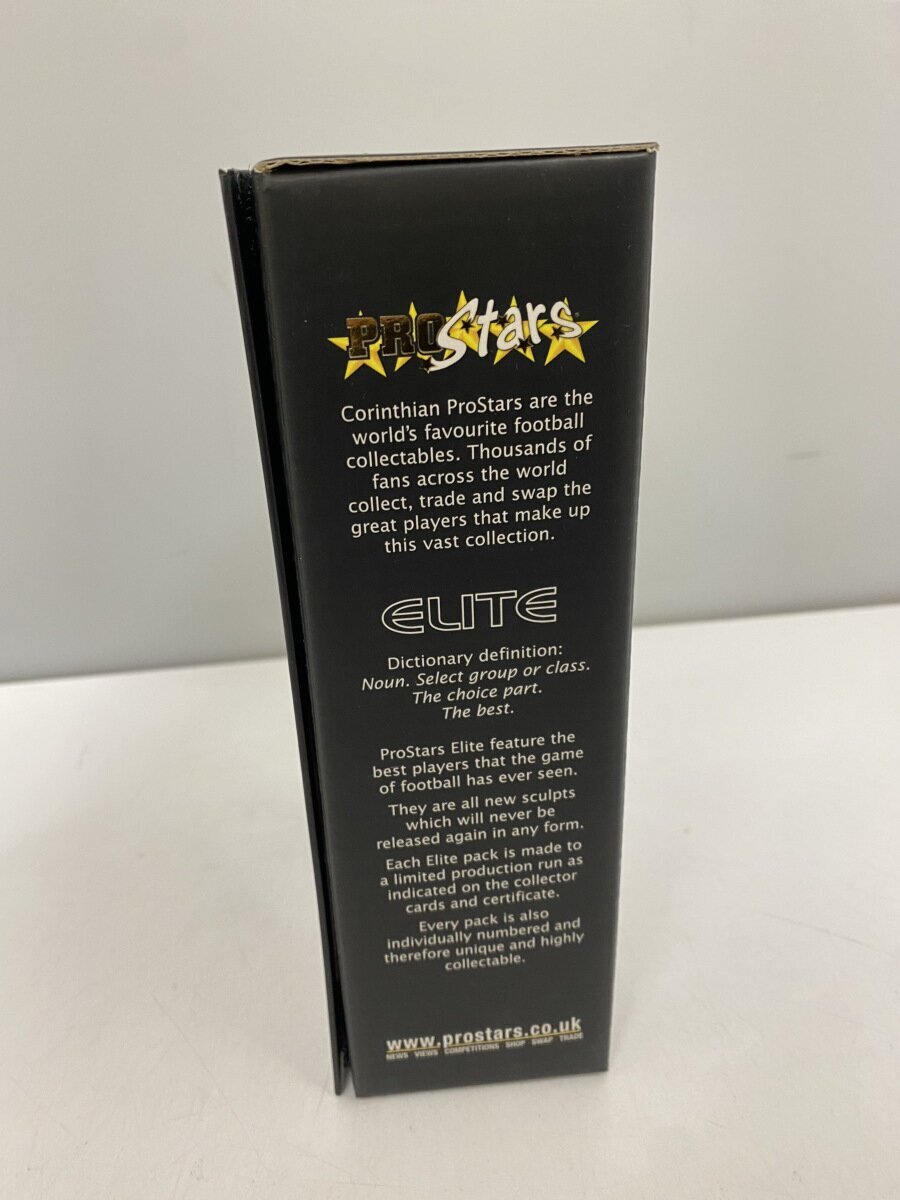 PROStars
Corinthian ProStars are the
world's favourite football
collectables. Thousands of
fans across the world
collect, trade and swap the
great players that make up
this vast collection.
ELITE
Dictionary definition:
Noun. Select group or class.
The choice part.
The best.
ProStars Elite feature the
best players that the game
of football has ever seen.
They are all new sculpts
which will never be
released again in any form.
Each Elite pack is made to
a limited production run as
indicated on the collector
cards and certificate.
Every pack is also
individually numbered and
therefore unique and highly
collectable.
www.prostars.co.uk
NEWS VIEWS COMPETITIONS SHOP SWAP TRADE